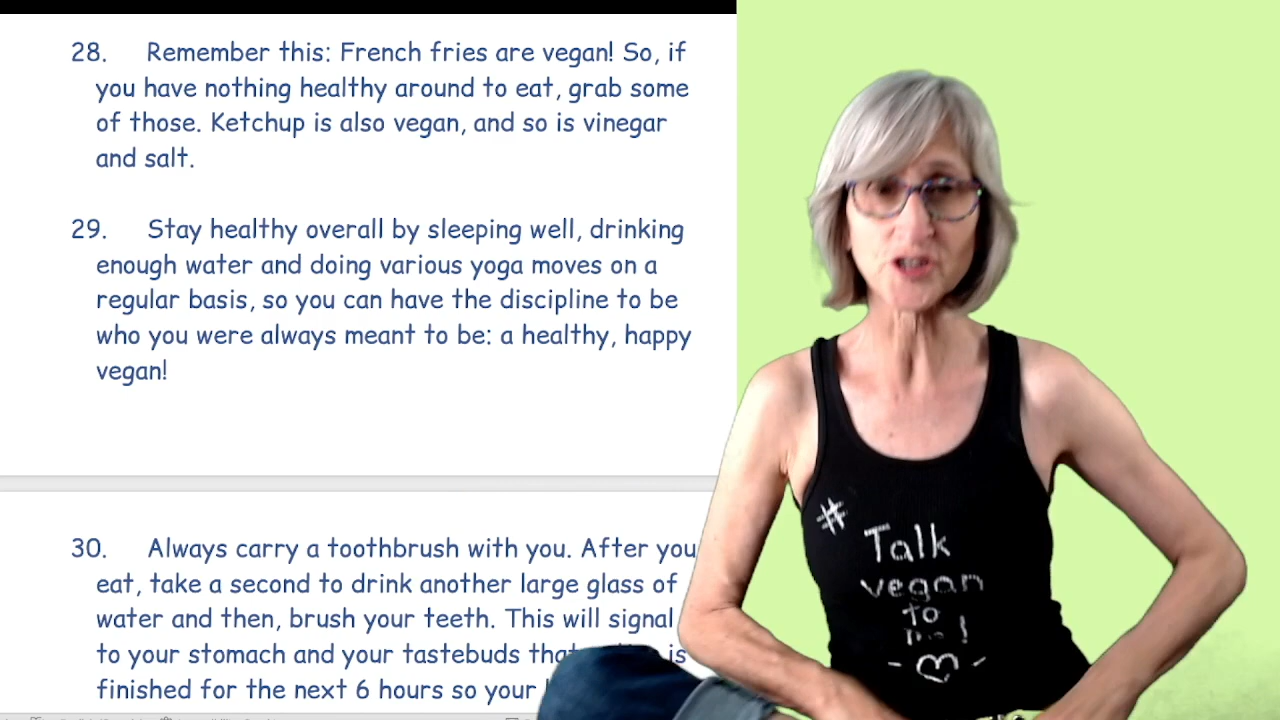 28. Remember this: French fries are vegan! So, if
you have nothing healthy around to eat, grab some
of those. Ketchup is also vegan, and so is vinegar
and salt.
29. Stay healthy overall by sleeping well, drinking
enough water and doing various yoga moves on a
regular basis, so you can have the discipline to be
who you were always meant to be: a healthy, happy
vegan!
30. Always carry a toothbrush with you. After you
eat, take a second to drink another large glass of
water and then, brush your teeth. This will signal
to your stomach and your tastebuds is
finished for the next 6 hours so your
#
Talk
vegan
to
me!